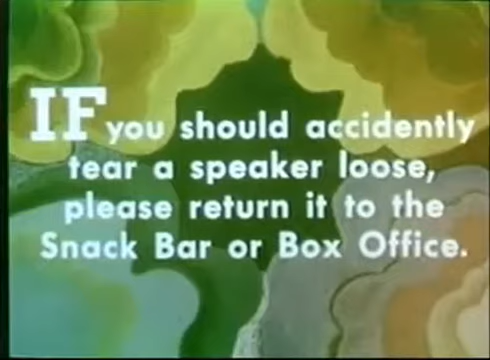 IF you should accidently
tear a speaker loose,
please return it to the
Snack Bar or Box Office.